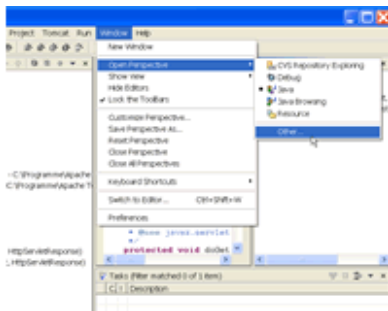 Project Tomcat Run Window Help
New Window
Open Perspective
Show View
Hide Editors
Lock the Toolbars
Customize Perspective...
Save Perspective As...
Reset Perspective
Close Perspective
Close All Perspectives
Keyboard Shortcuts
Switch to Editor... Ctrl+Shift+W
Preferences
CVS Repository Exploring
Debug
Java
Java Browsing
Resource
Other...
- C:\Programme\Apache
C:\Programme\Apache T
HttpServletResponse)
, HttpServletResponse)
* @see javax.servlet
*/
protected void doGet
Tasks (Filter matched 0 of 1 item)
C ! Description